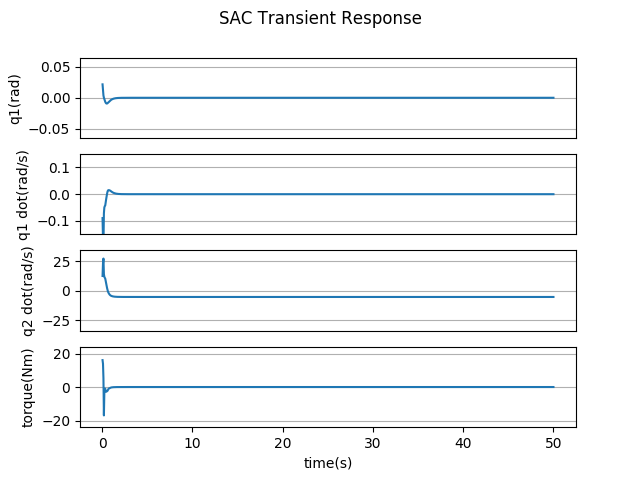 SAC Transient Response
q1(rad)
0.05
0.00
−0.05
q1 dot(rad/s)
0.1
0.0
−0.1
q2 dot(rad/s)
25
0
−25
torque(Nm)
20
0
−20
0 10 20 30 40 50
time(s)